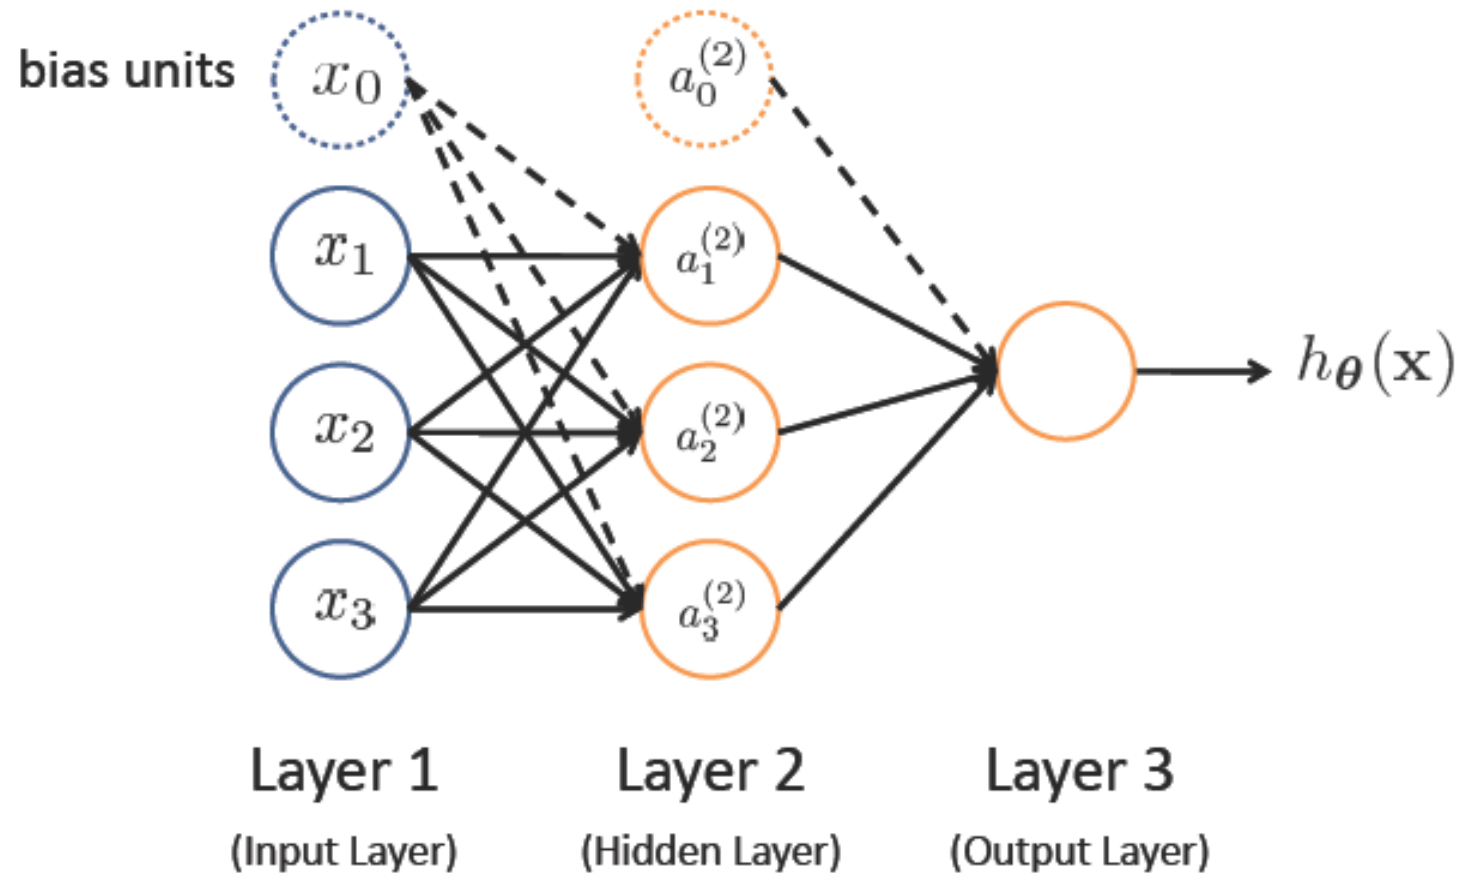 bias units
x₀
a₀⁽²⁾
x₁
a₁⁽²⁾
x₂
a₂⁽²⁾
x₃
a₃⁽²⁾
h_θ(x)
Layer 1
Layer 2
Layer 3
(Input Layer)
(Hidden Layer)
(Output Layer)